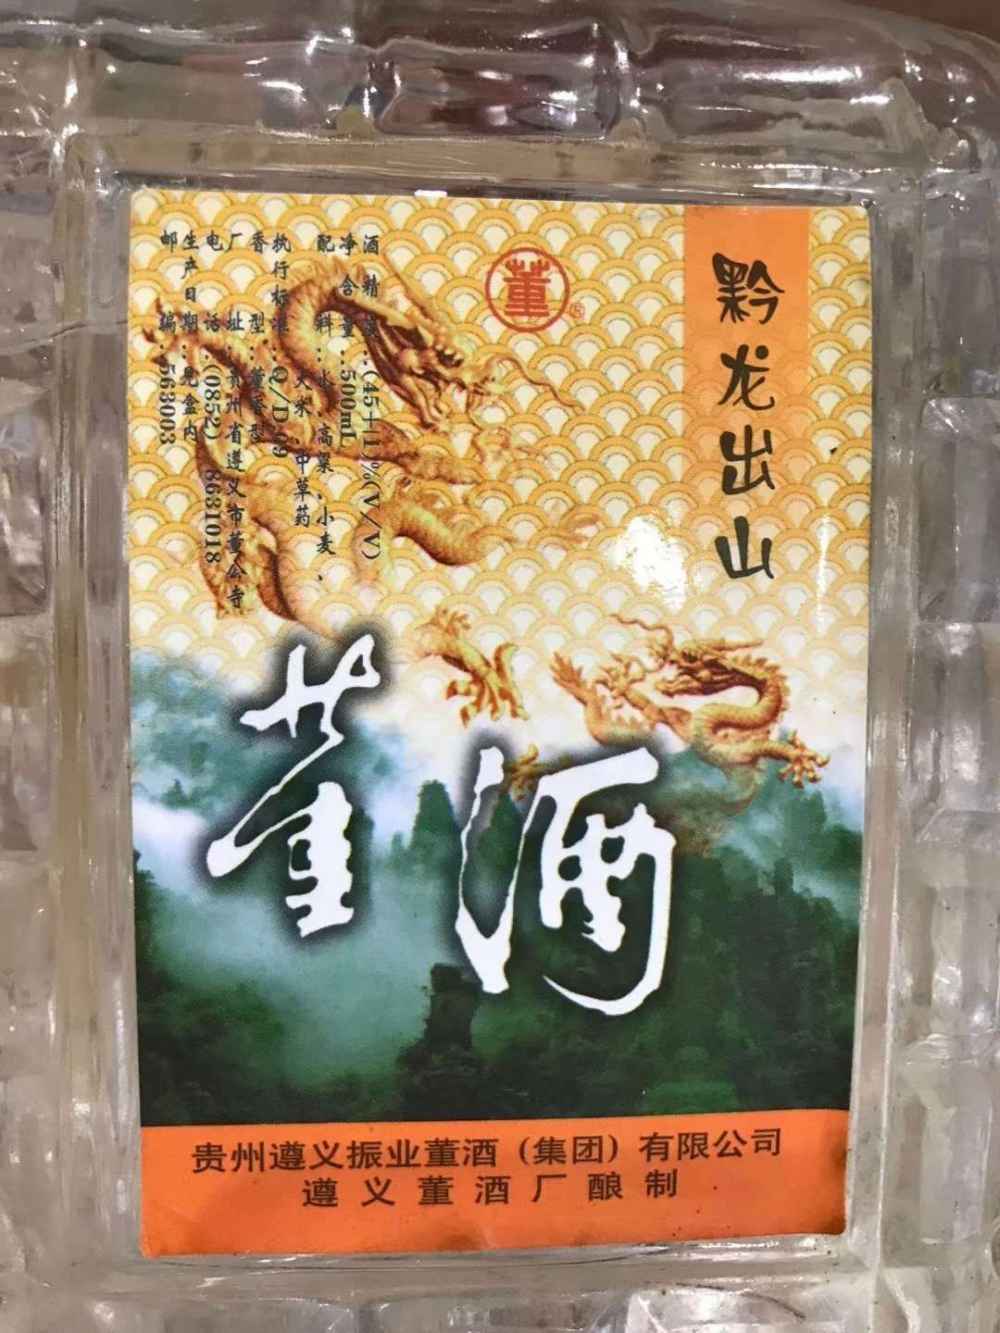 黔龙出山
董
酒精度:(45±1)%(V/V)
净含量:500mL
配料:水、高粱、小麦、
大米、中草药
执行标准:Q/DJ99
香型:董香型
厂址:贵州省遵义市董公寺
电话:(0852) 8631018
生产日期:见盒内
邮编:563003
董酒
贵州遵义振业董酒(集团)有限公司
遵义董酒厂酿制